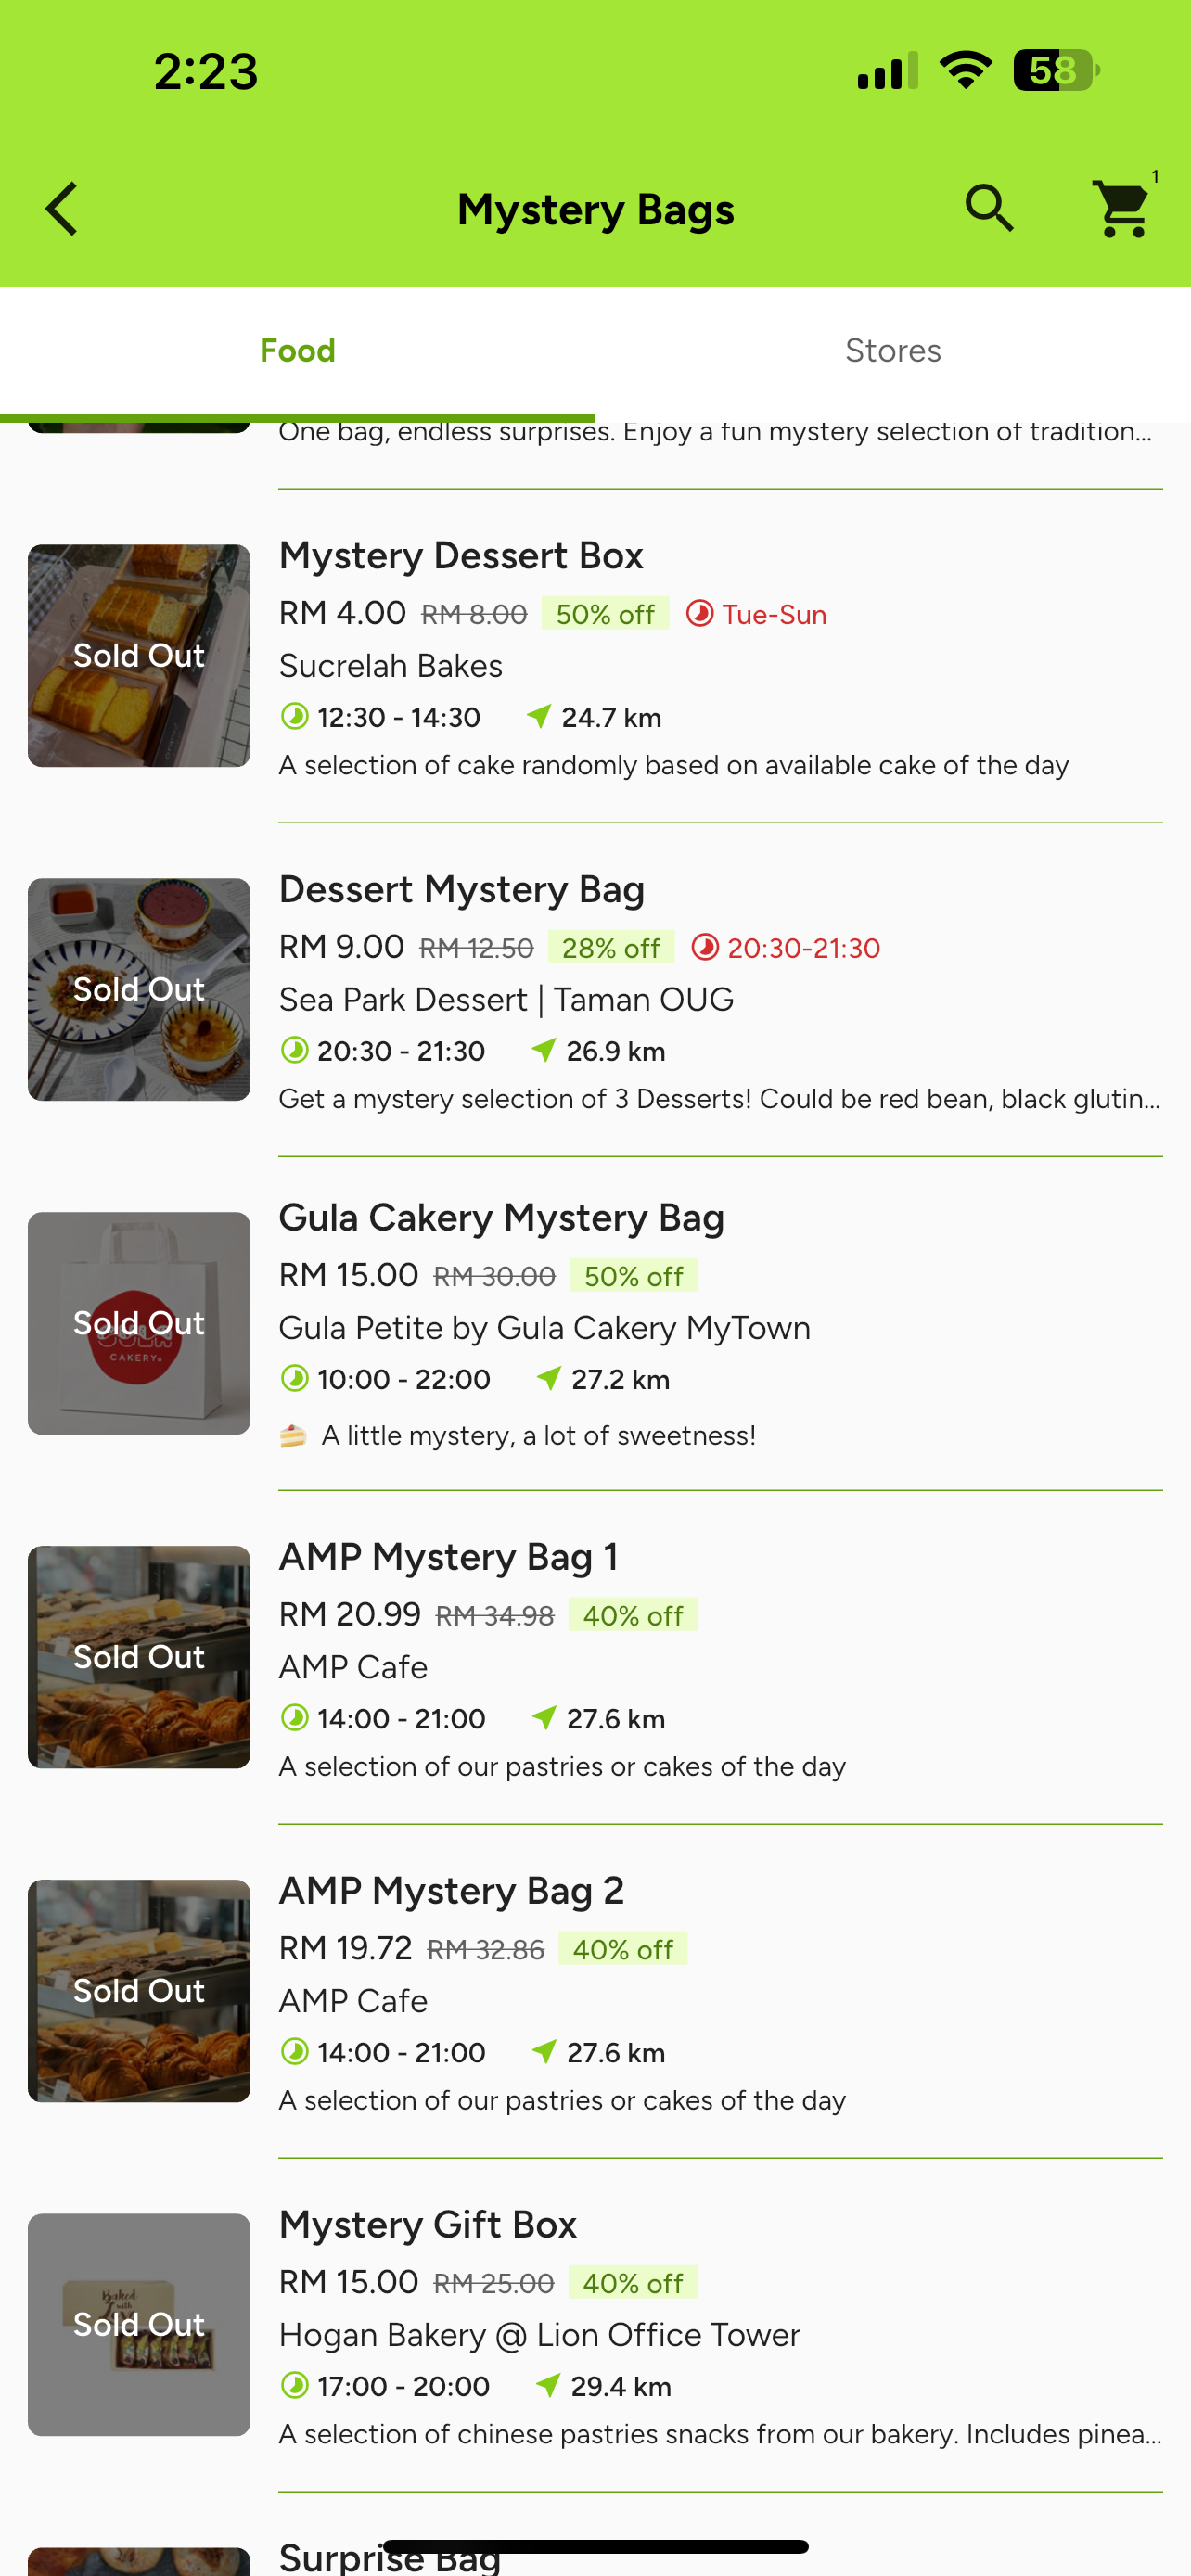 2:23
58
Mystery Bags
1
Food
Stores
One bag, endless surprises. Enjoy a fun mystery selection of tradition...
Sold Out
Mystery Dessert Box
RM 4.00 RM 8.00 50% off Tue-Sun
Sucrelah Bakes
12:30 - 14:30 24.7 km
A selection of cake randomly based on available cake of the day
Sold Out
Dessert Mystery Bag
RM 9.00 RM 12.50 28% off 20:30-21:30
Sea Park Dessert | Taman OUG
20:30 - 21:30 26.9 km
Get a mystery selection of 3 Desserts! Could be red bean, black glutin...
Sold Out
GULA
CAKERY
Gula Cakery Mystery Bag
RM 15.00 RM 30.00 50% off
Gula Petite by Gula Cakery MyTown
10:00 - 22:00 27.2 km
🍰 A little mystery, a lot of sweetness!
Sold Out
AMP Mystery Bag 1
RM 20.99 RM 34.98 40% off
AMP Cafe
14:00 - 21:00 27.6 km
A selection of our pastries or cakes of the day
Sold Out
AMP Mystery Bag 2
RM 19.72 RM 32.86 40% off
AMP Cafe
14:00 - 21:00 27.6 km
A selection of our pastries or cakes of the day
Baked
with
Sold Out
Mystery Gift Box
RM 15.00 RM 25.00 40% off
Hogan Bakery @ Lion Office Tower
17:00 - 20:00 29.4 km
A selection of chinese pastries snacks from our bakery. Includes pinea...
Surprise Bag